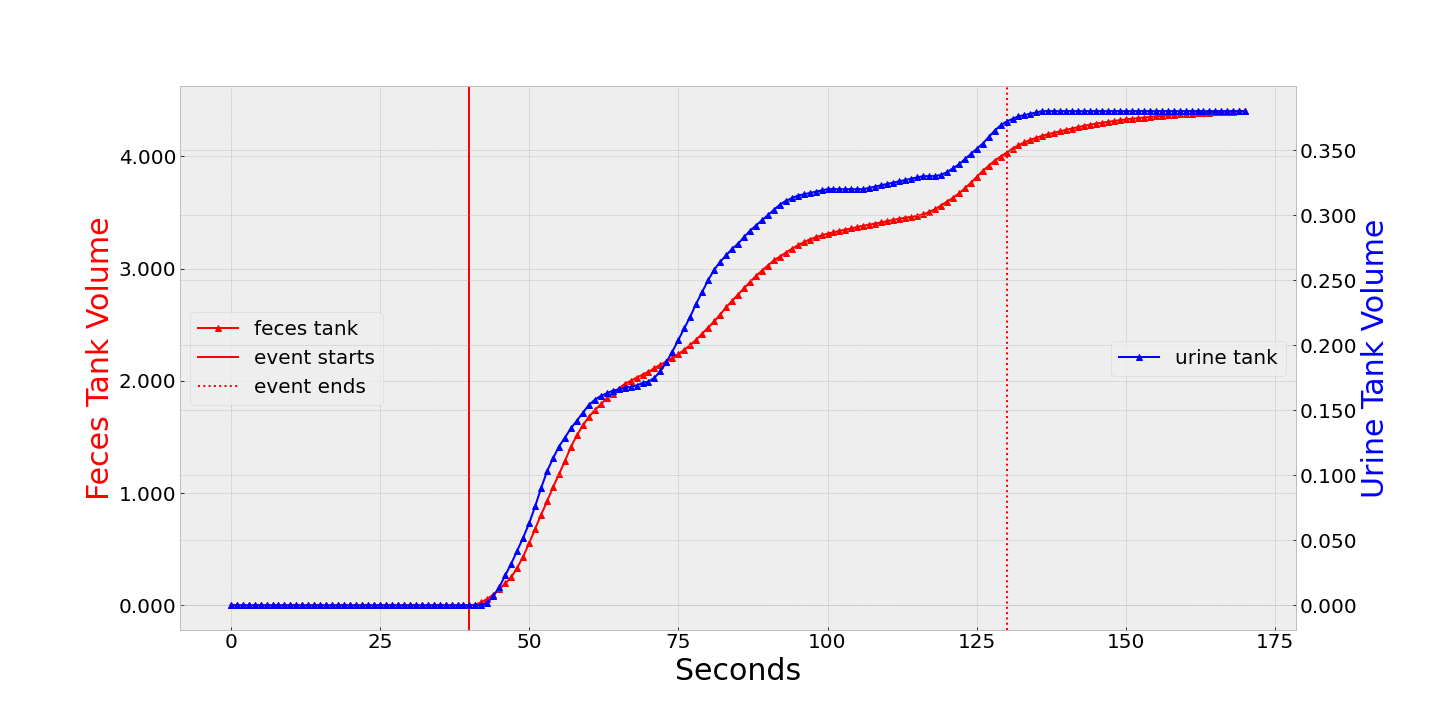 Feces Tank Volume
4.000
3.000
2.000
1.000
0.000
feces tank
event starts
event ends
urine tank
0.350
0.300
0.250
0.200
0.150
0.100
0.050
0.000
Urine Tank Volume
0 25 50 75 100 125 150 175
Seconds